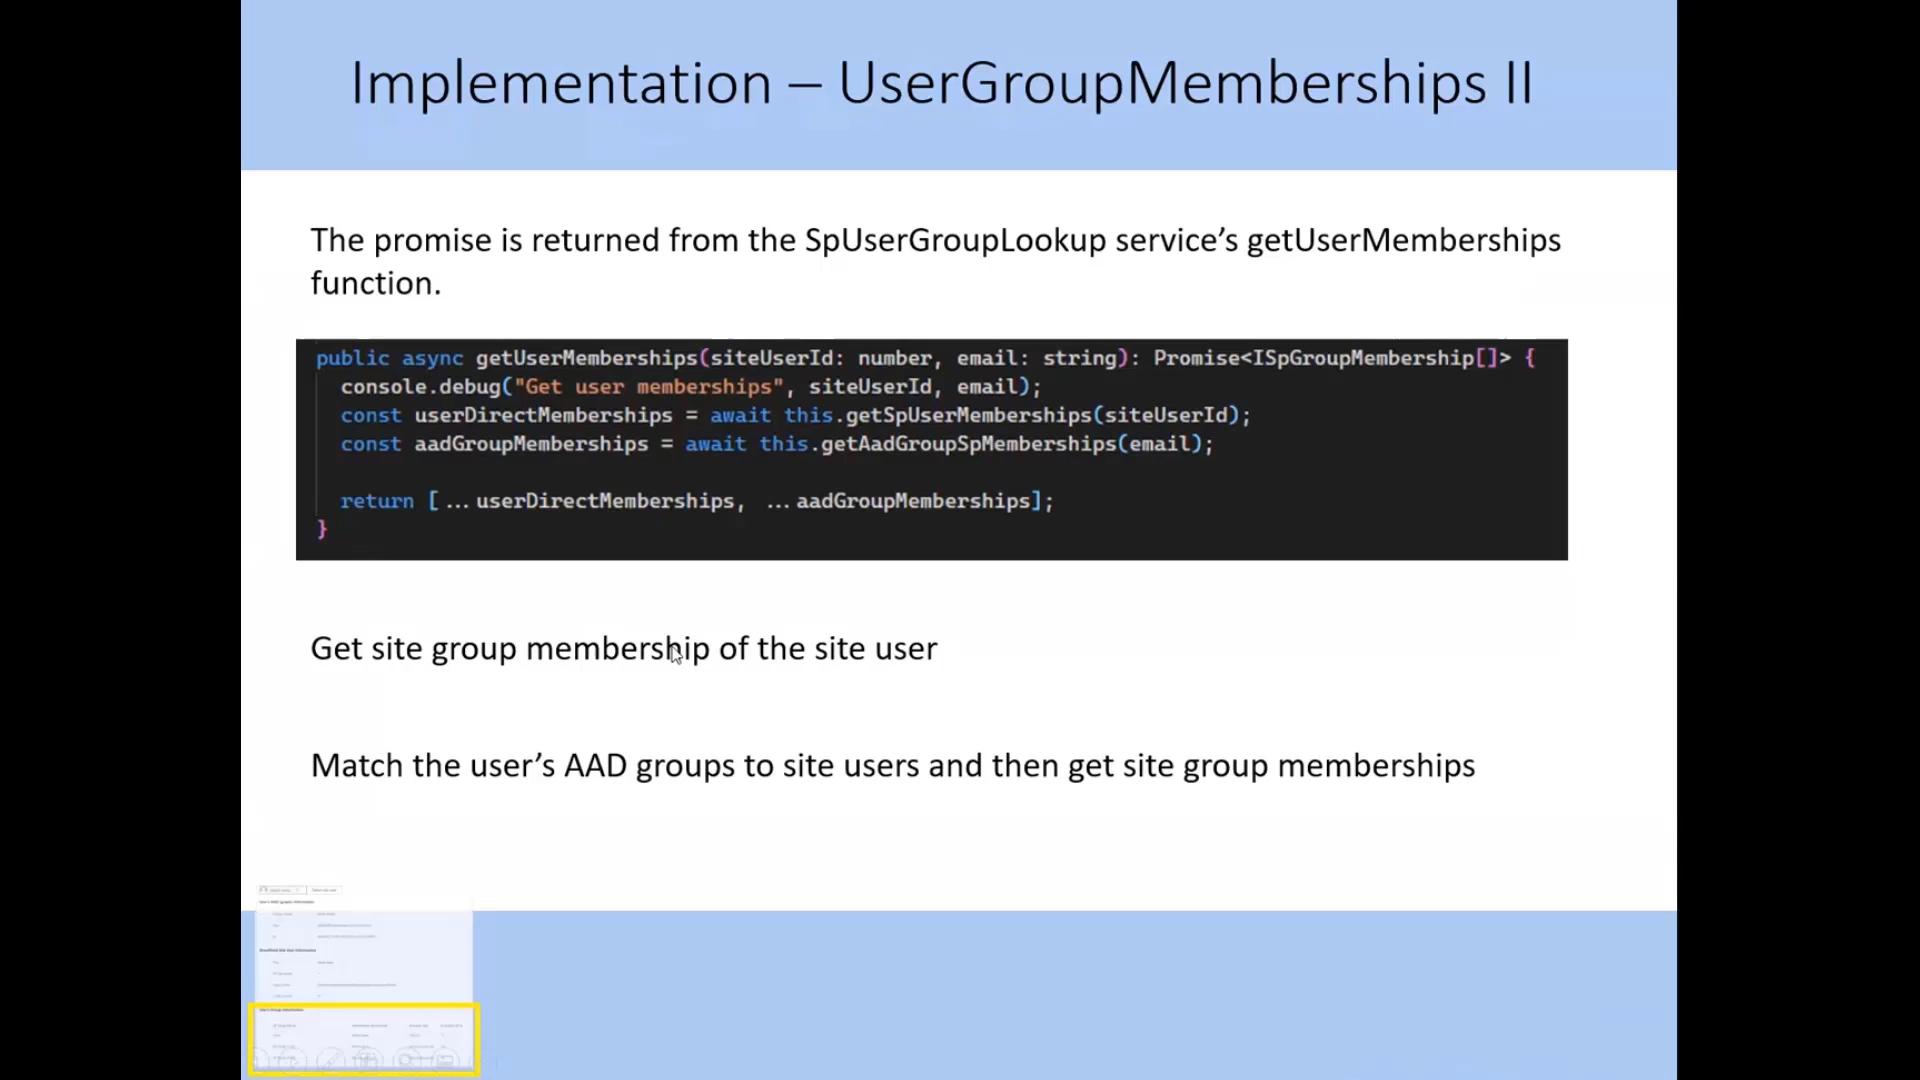 Implementation – UserGroupMemberships II
The promise is returned from the SpUserGroupLookup service’s getUserMemberships
function.
public async getUserMemberships(siteUserId: number, email: string): Promise<ISpGroupMembership[]> {
console.debug("Get user memberships", siteUserId, email);
const userDirectMemberships = await this.getSpUserMemberships(siteUserId);
const aadGroupMemberships = await this.getAadGroupSpMemberships(email);
return [...userDirectMemberships, ...aadGroupMemberships];
}
Get site group membership of the site user
Match the user’s AAD groups to site users and then get site group memberships